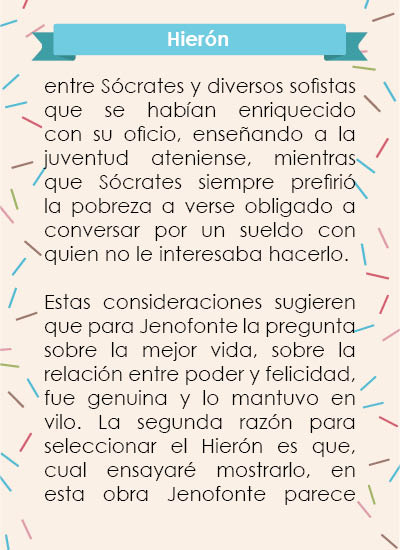 Hierón
entre Sócrates y diversos sofistas
que se habían enriquecido
con su oficio, enseñando a la
juventud ateniense, mientras
que Sócrates siempre prefirió
la pobreza a verse obligado a
conversar por un sueldo con
quien no le interesaba hacerlo.
Estas consideraciones sugieren
que para Jenofonte la pregunta
sobre la mejor vida, sobre la
relación entre poder y felicidad,
fue genuina y lo mantuvo en
vilo. La segunda razón para
seleccionar el Hierón es que,
cual ensayaré mostrarlo, en
esta obra Jenofonte parece